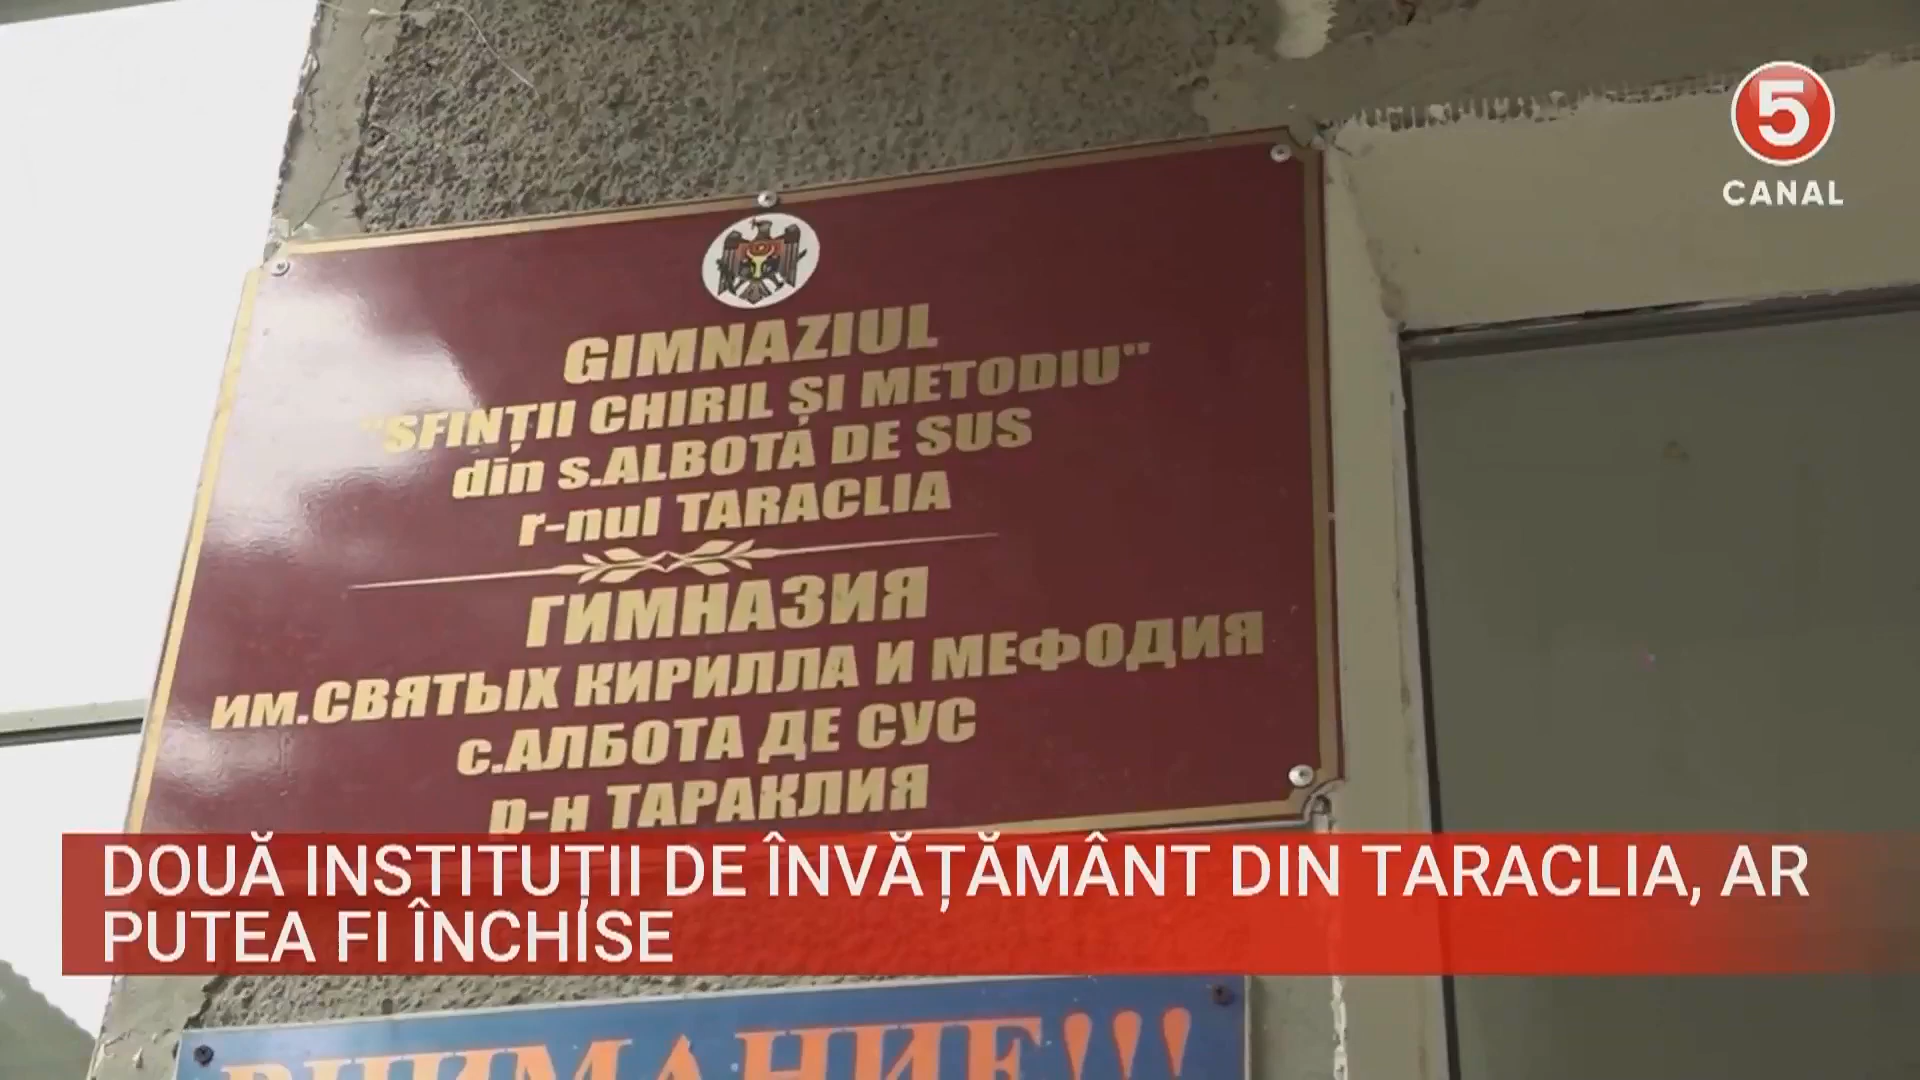 5
CANAL
GIMNAZIUL
"SFINȚII CHIRIL ȘI METODIU"
din s.ALBOTA DE SUS
r-nul TARACLIA
ГИМНАЗИЯ
им.СВЯТЫХ КИРИЛЛА И МЕФОДИЯ
с.АЛБОТА ДЕ СУС
р-н ТАРАКЛИЯ
DOUĂ INSTITUȚII DE ÎNVĂȚĂMÂNT DIN TARACLIA, AR
PUTEA FI ÎNCHISE
ВНИМАНИЕ!!!